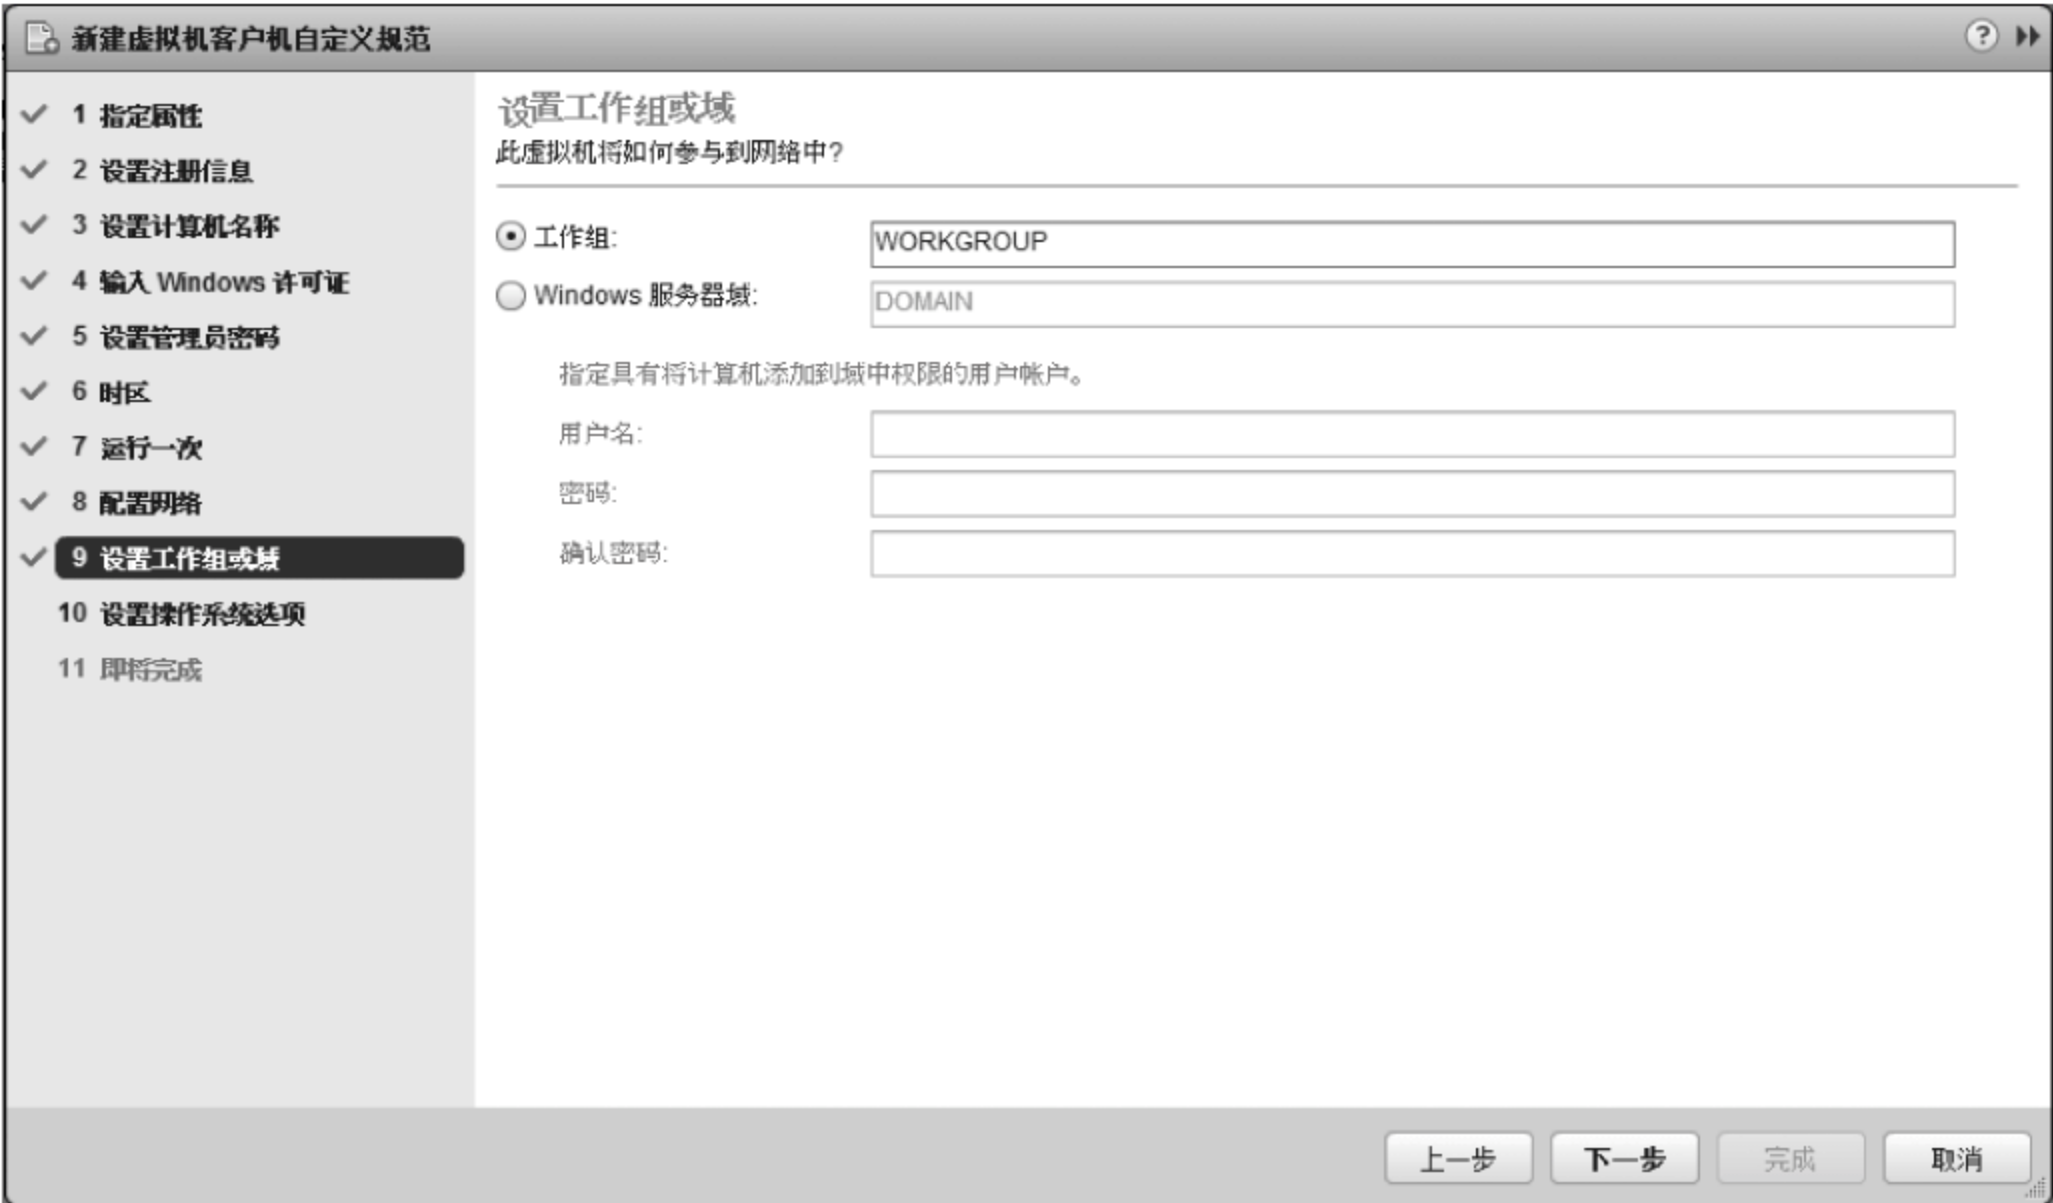 新建虚拟机客户机自定义规范
1 指定属性
2 设置注册信息
3 设置计算机名称
4 输入 Windows 许可证
5 设置管理员密码
6 时区
7 运行一次
8 配置网络
9 设置工作组或域
10 设置操作系统选项
11 即将完成
设置工作组或域
此虚拟机将如何参与到网络中?
工作组: WORKGROUP
Windows 服务器域: DOMAIN
指定具有将计算机添加到域中权限的用户帐户。
用户名:
密码:
确认密码:
上一步 下一步 完成 取消